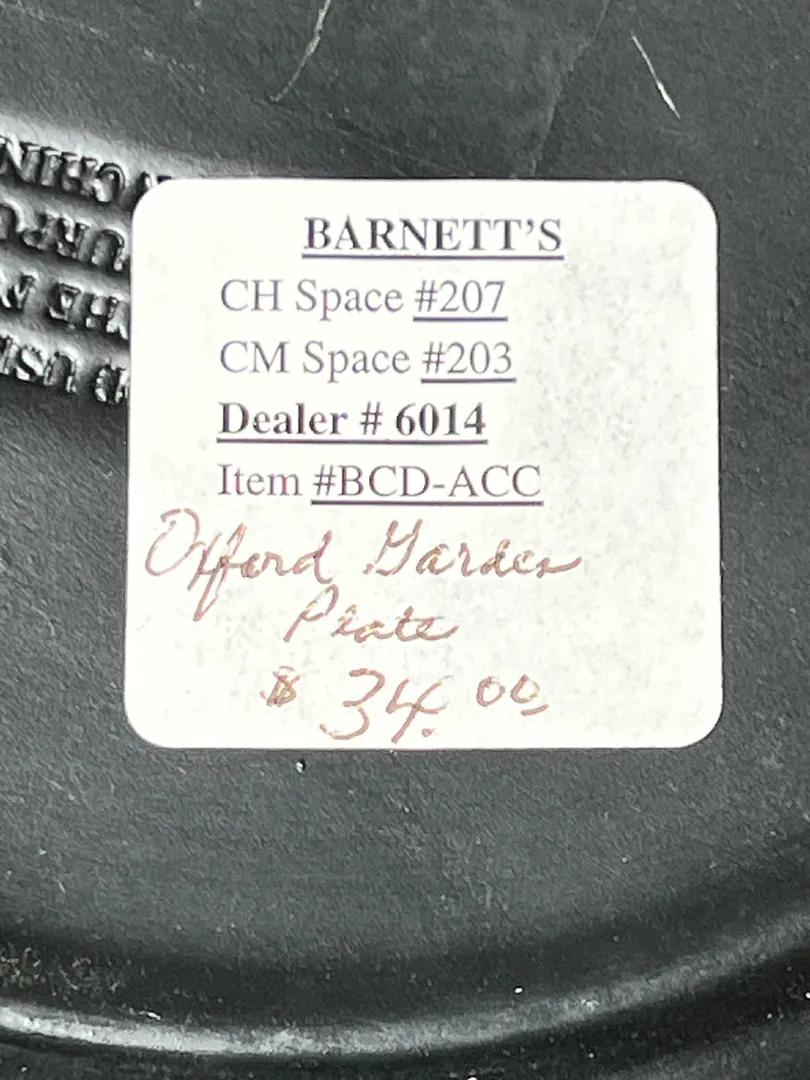 BARNETT'S
CH Space #207
CM Space #203
Dealer # 6014
Item #BCD-ACC
Offord Garden
Plate
$ 34.00